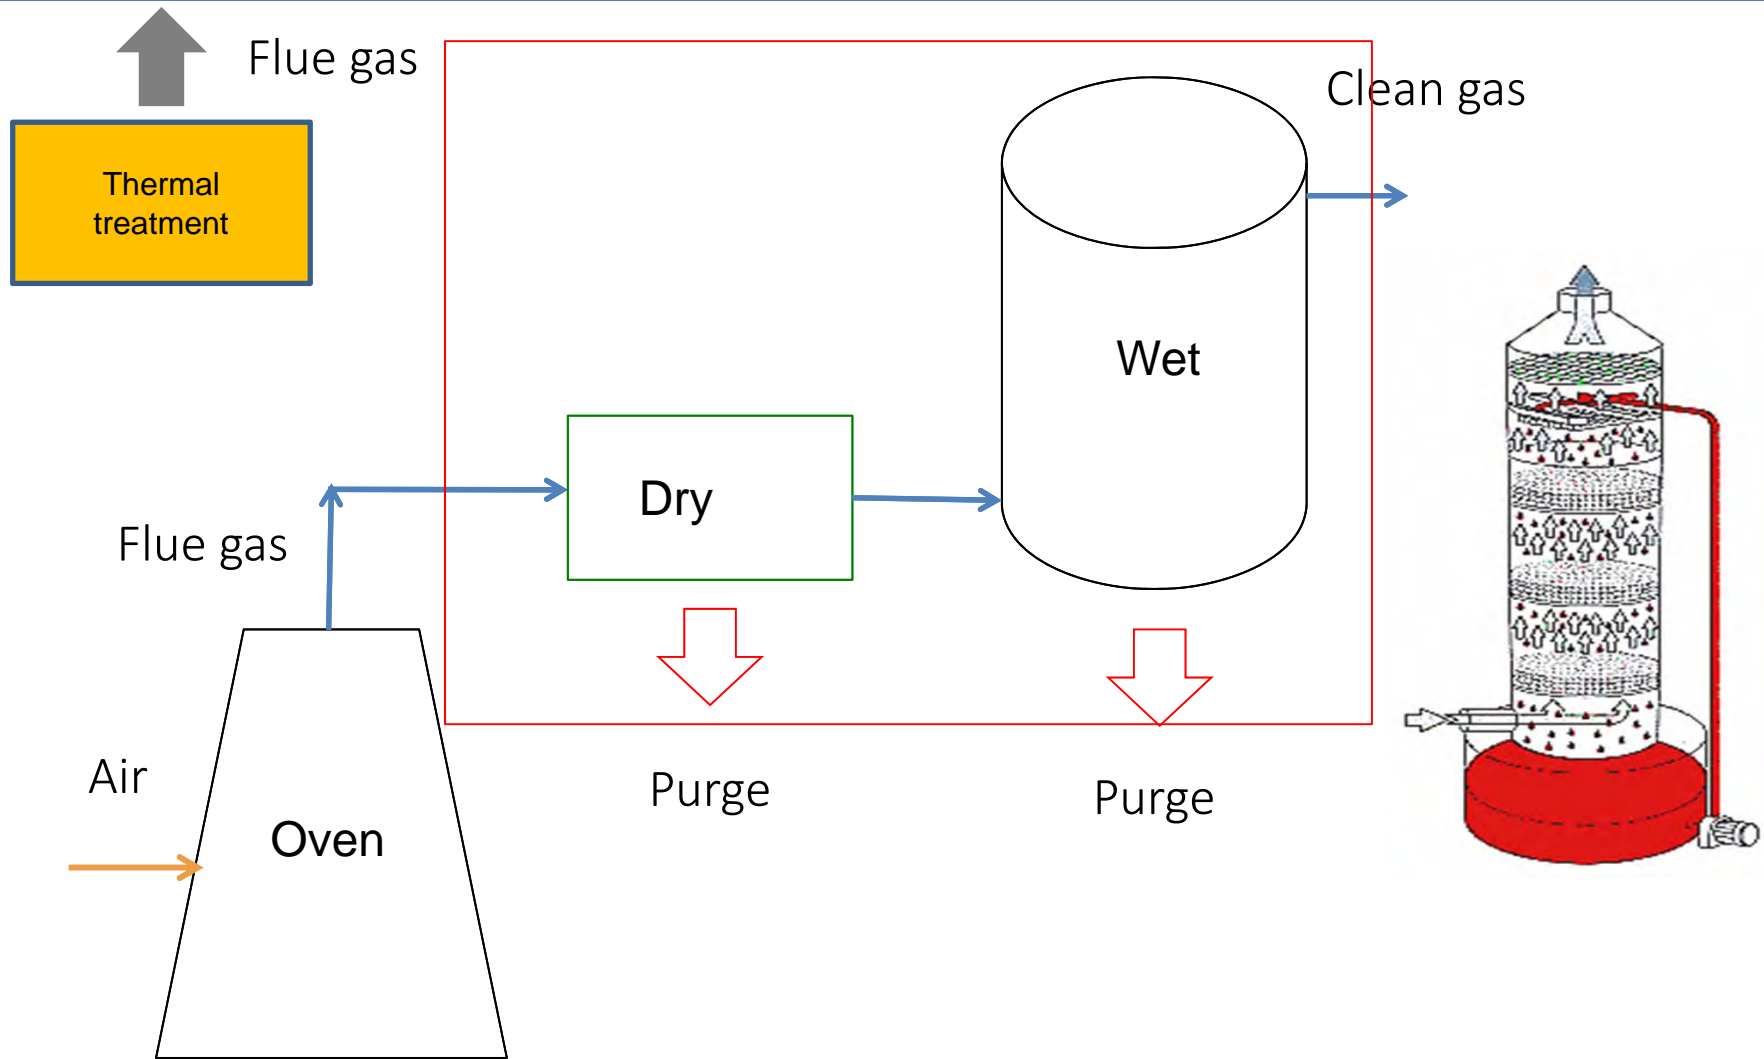 Flue gas
Clean gas
Thermal
treatment
Wet
Dry
Flue gas
Air
Purge
Purge
Oven